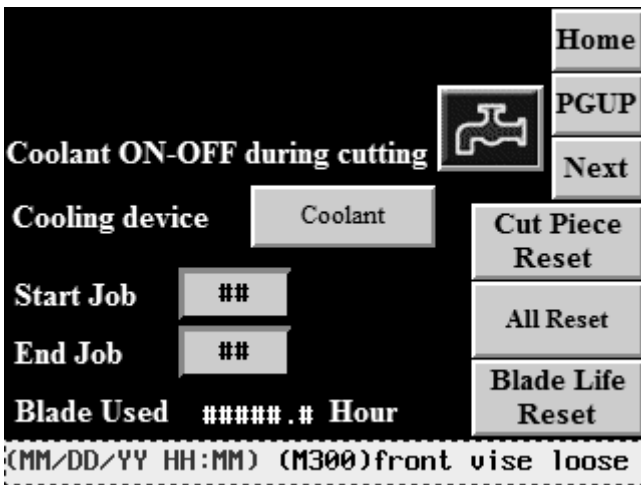 Home
PGUP
Coolant ON-OFF during cutting
Next
Cooling device
Coolant
Cut Piece
Reset
Start Job
##
All Reset
End Job
##
Blade Life
Reset
Blade Used #####.# Hour
(MM/DD/YY HH:MM) (M300)front vise loose